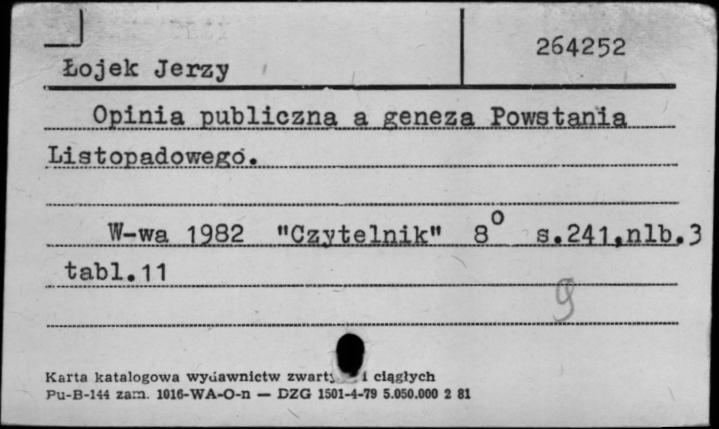 264252
Łojek Jerzy
Opinia publiczna a geneza Powstania
Listopadowego.
W-wa 1982 "Czytelnik" 8° s.241,nlb.3
tabl.11
9
Karta katalogowa wydawnictw i ciągłych
Pu-B-144 zam. 1016-WA-O-n — DZG 1501-4-79 5.050.000 2 81